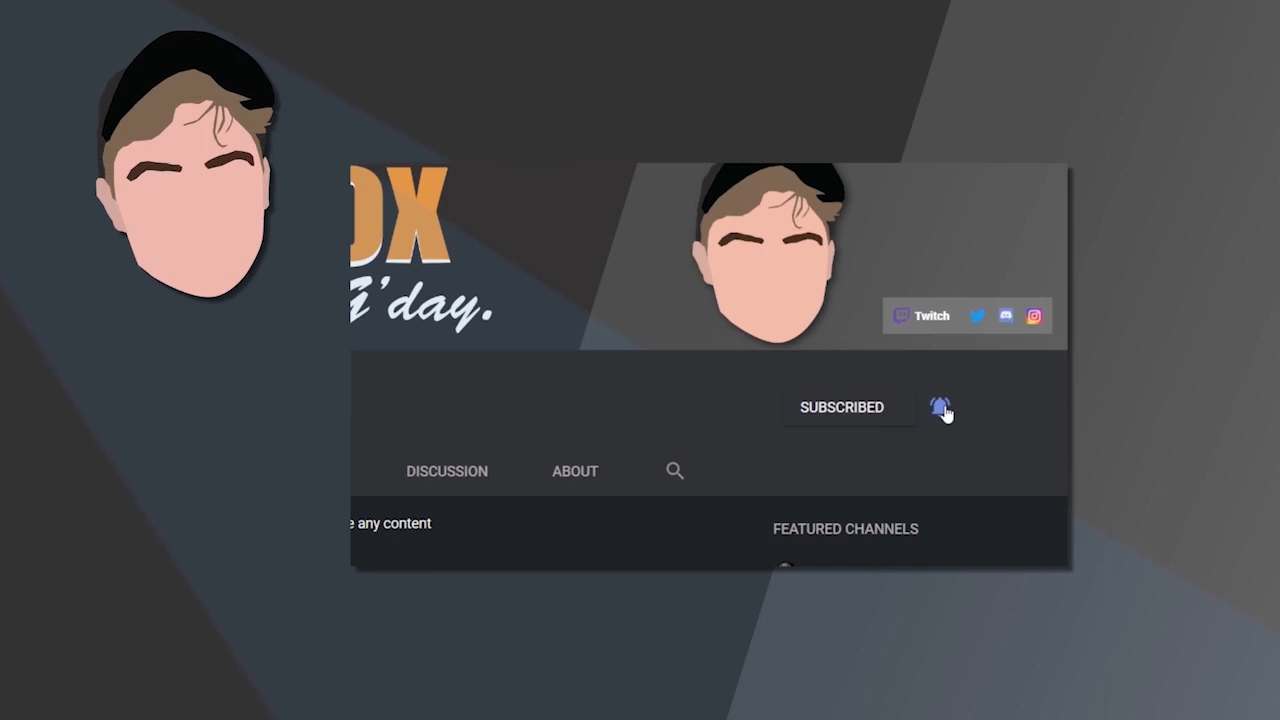 OX
G'day.
Twitch
SUBSCRIBED
DISCUSSION ABOUT
e any content
FEATURED CHANNELS